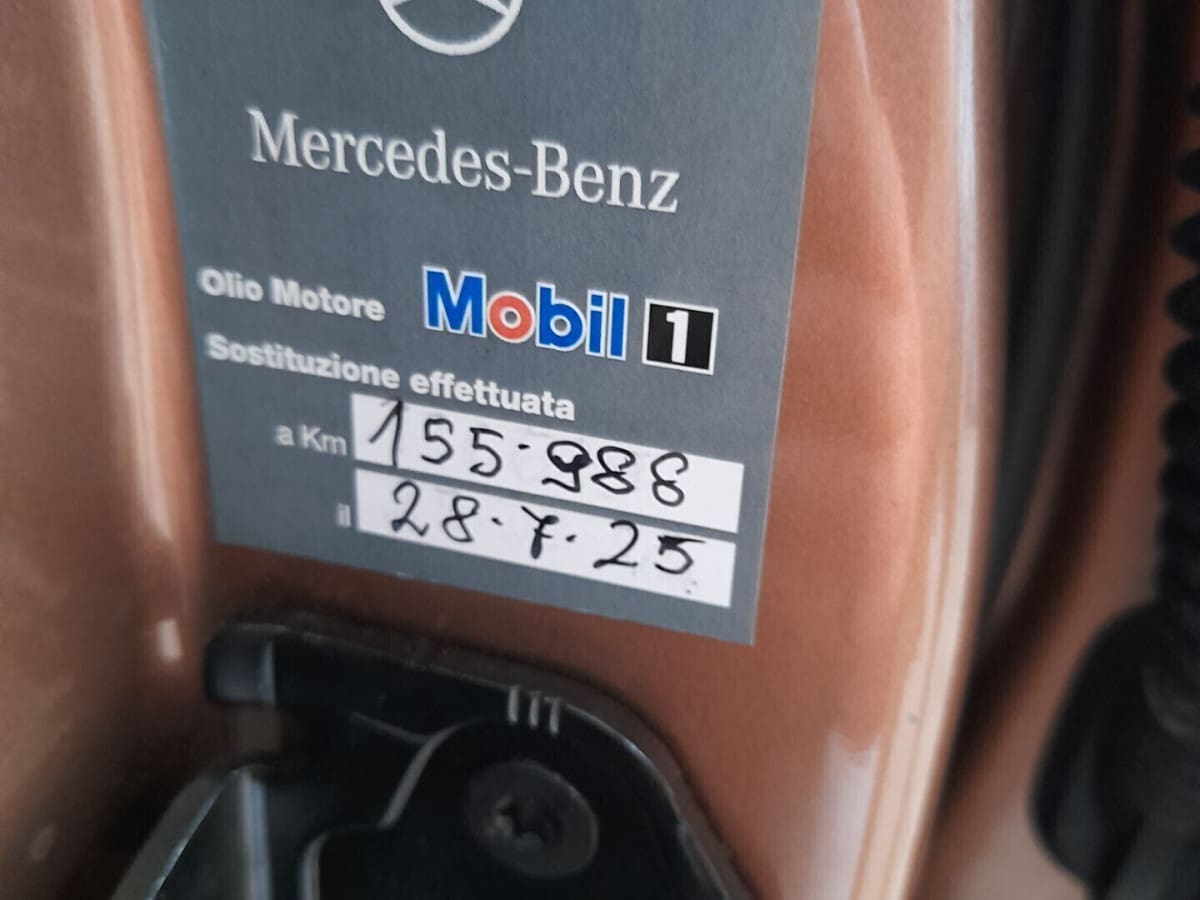 Mercedes-Benz
Olio Motore Mobil 1
Sostituzione effettuata
a Km 155.988
il 28.7.25